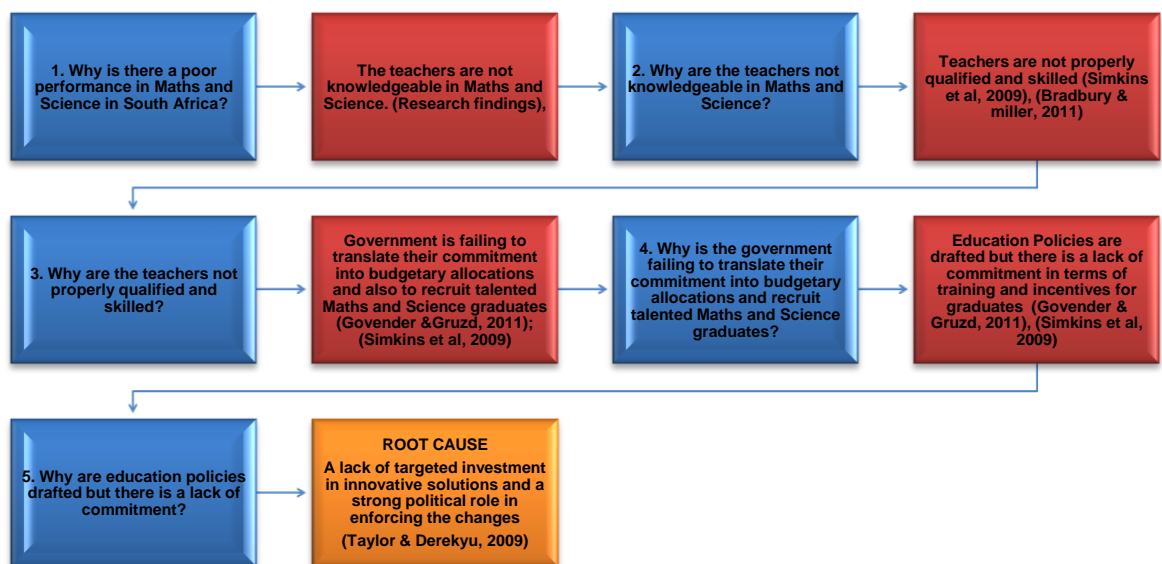 1. Why is there a poor
performance in Maths and
Science in South Africa?
The teachers are not
knowledgeable in Maths and
Science. (Research findings),
2. Why are the teachers not
knowledgeable in Maths and
Science?
Teachers are not properly
qualified and skilled (Simkins
et al, 2009), (Bradbury &
miller, 2011)
3. Why are the teachers not
properly qualified and
skilled?
Government is failing to
translate their commitment
into budgetary allocations
and also to recruit talented
Maths and Science graduates
(Govender &Gruzd, 2011);
(Simkins et al, 2009)
4. Why is the government
failing to translate their
commitment into budgetary
allocations and recruit
talented Maths and Science
graduates?
Education Policies are
drafted but there is a lack of
commitment in terms of
training and incentives for
graduates (Govender &
Gruzd, 2011), (Simkins et al,
2009)
5. Why are education policies
drafted but there is a lack of
commitment?
ROOT CAUSE
A lack of targeted investment
in innovative solutions and a
strong political role in
enforcing the changes
(Taylor & Derekyu, 2009)